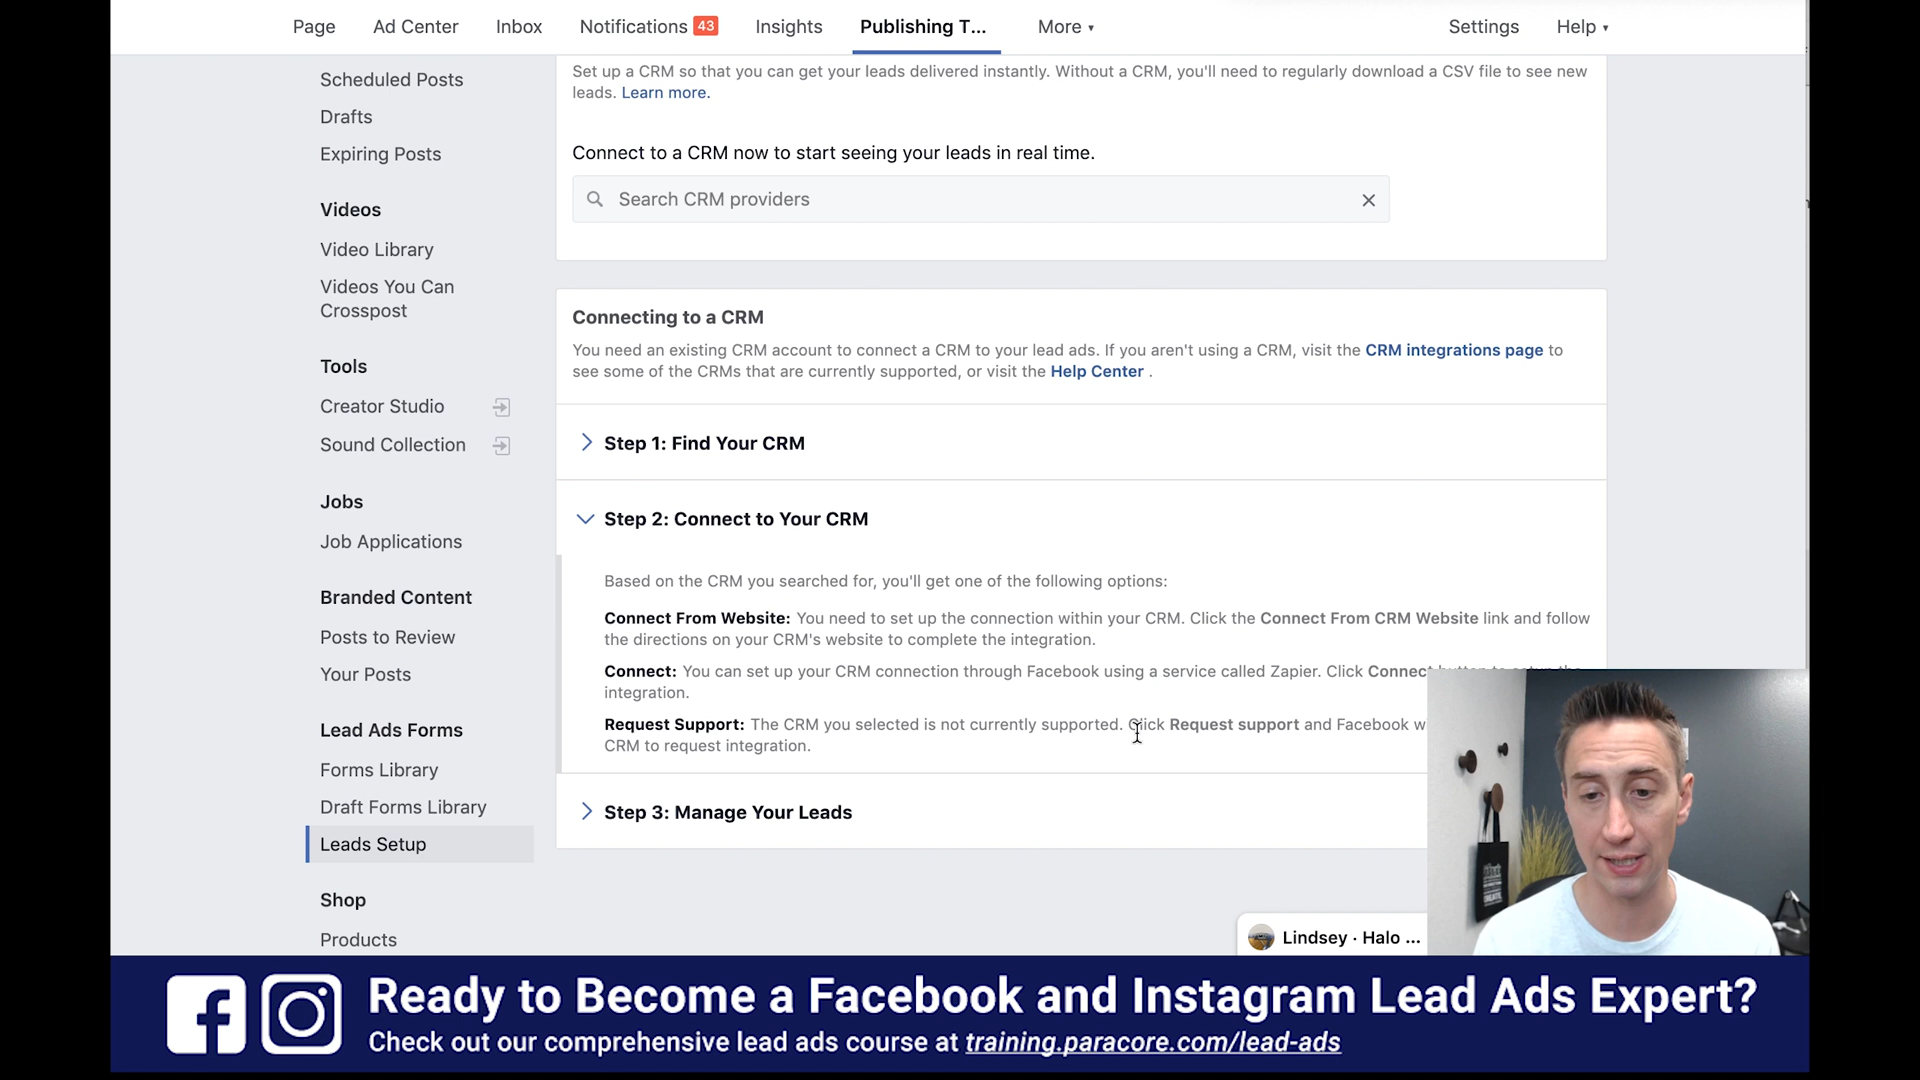 Page Ad Center Inbox Notifications 43 Insights Publishing T... More Settings Help
Scheduled Posts
Drafts
Expiring Posts
Videos
Video Library
Videos You Can
Crosspost
Tools
Creator Studio
Sound Collection
Jobs
Job Applications
Branded Content
Posts to Review
Your Posts
Lead Ads Forms
Forms Library
Draft Forms Library
Leads Setup
Shop
Products
Set up a CRM so that you can get your leads delivered instantly. Without a CRM, you'll need to regularly download a CSV file to see new
leads. Learn more.
Connect to a CRM now to start seeing your leads in real time.
Search CRM providers
Connecting to a CRM
You need an existing CRM account to connect a CRM to your lead ads. If you aren't using a CRM, visit the CRM integrations page to
see some of the CRMs that are currently supported, or visit the Help Center .
Step 1: Find Your CRM
Step 2: Connect to Your CRM
Based on the CRM you searched for, you'll get one of the following options:
Connect From Website: You need to set up the connection within your CRM. Click the Connect From CRM Website link and follow
the directions on your CRM's website to complete the integration.
Connect: You can set up your CRM connection through Facebook using a service called Zapier. Click Connect
integration.
Request Support: The CRM you selected is not currently supported. Click Request support and Facebook w
CRM to request integration.
Step 3: Manage Your Leads
Lindsey · Halo ...
Ready to Become a Facebook and Instagram Lead Ads Expert?
Check out our comprehensive lead ads course at training.paracore.com/lead-ads